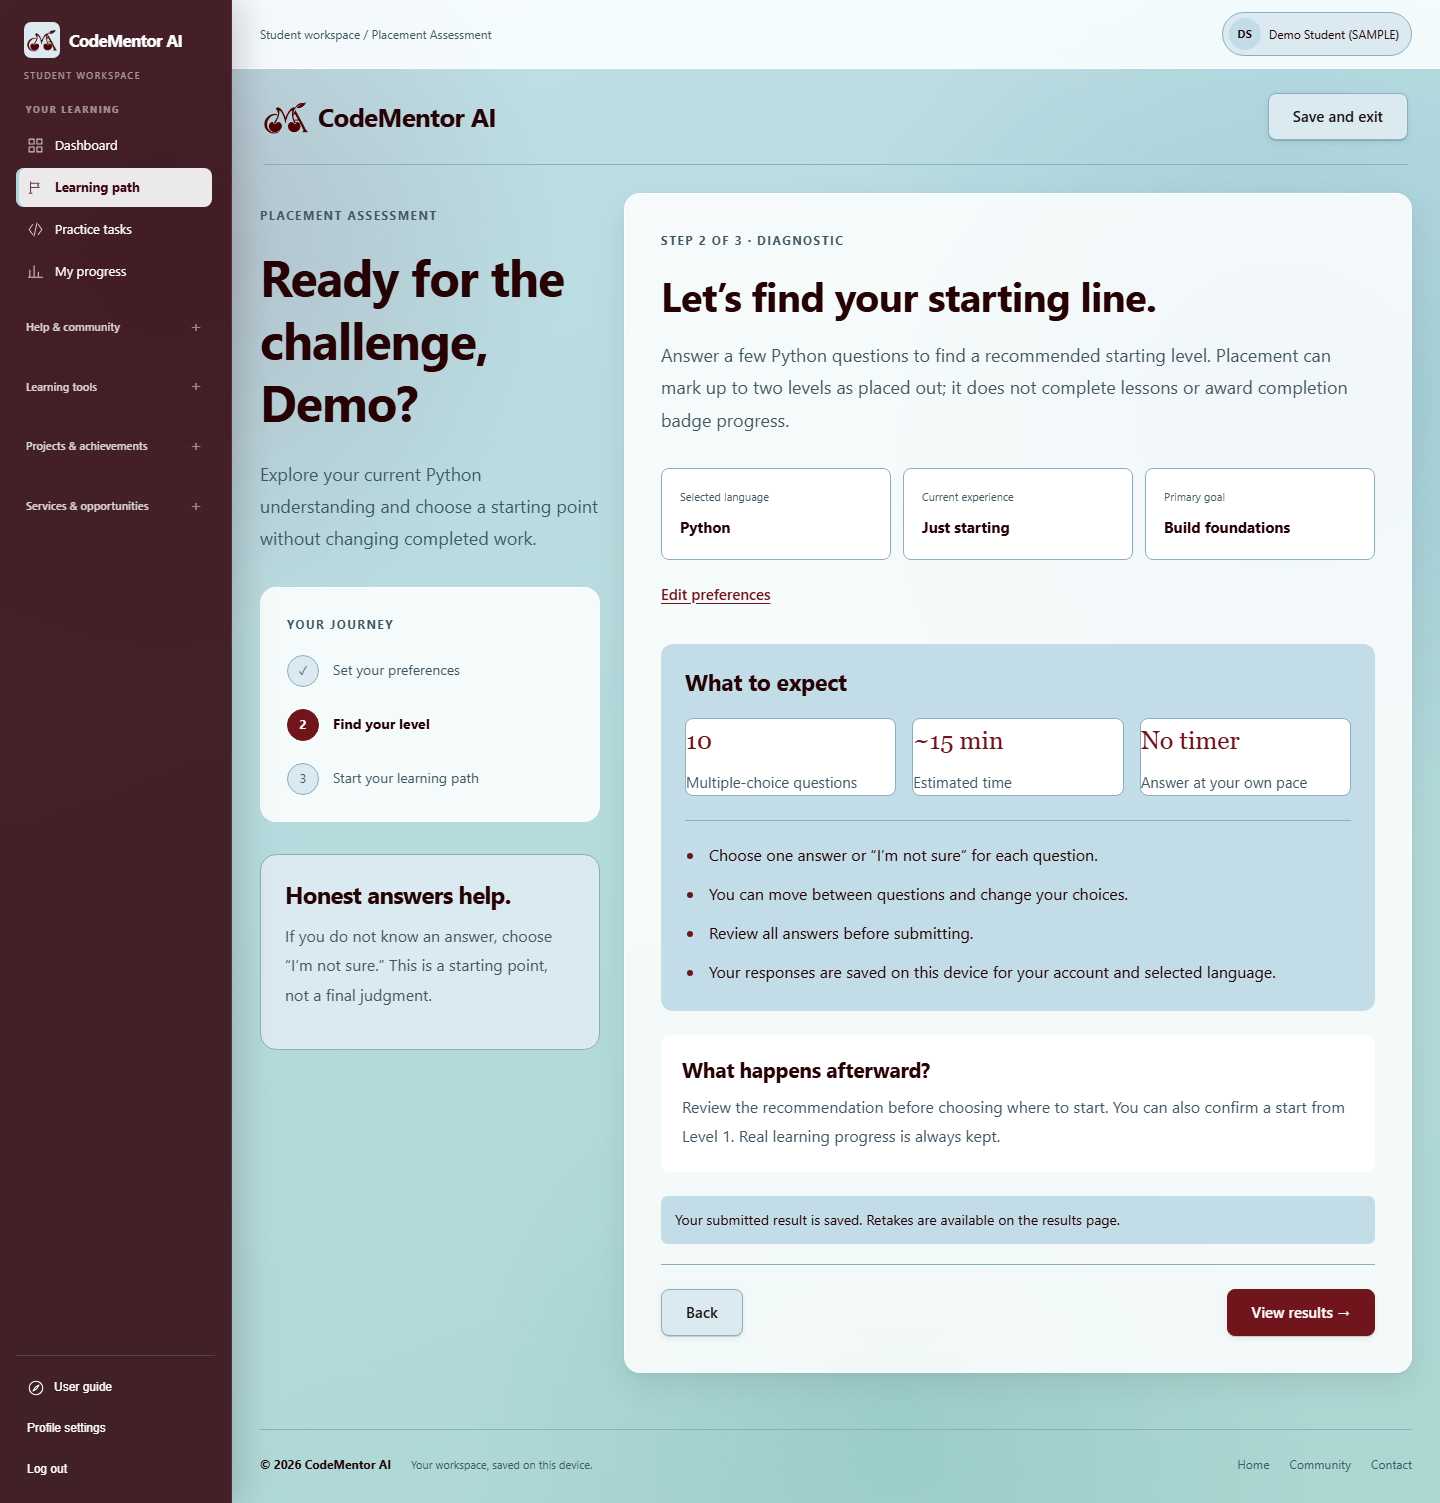 CodeMentor AI
STUDENT WORKSPACE
YOUR LEARNING
Dashboard
Learning path
Practice tasks
My progress
Help & community +
Learning tools +
Projects & achievements +
Services & opportunities +
User guide
Profile settings
Log out
Student workspace / Placement Assessment
DS Demo Student (SAMPLE)
CodeMentor AI
Save and exit
PLACEMENT ASSESSMENT
Ready for the
challenge,
Demo?
Explore your current Python
understanding and choose a starting point
without changing completed work.
YOUR JOURNEY
✓ Set your preferences
2 Find your level
3 Start your learning path
Honest answers help.
If you do not know an answer, choose
“I’m not sure.” This is a starting point,
not a final judgment.
STEP 2 OF 3 · DIAGNOSTIC
Let’s find your starting line.
Answer a few Python questions to find a recommended starting level. Placement can
mark up to two levels as placed out; it does not complete lessons or award completion
badge progress.
Selected language
Python
Current experience
Just starting
Primary goal
Build foundations
Edit preferences
What to expect
10
Multiple-choice questions
~15 min
Estimated time
No timer
Answer at your own pace
• Choose one answer or “I’m not sure” for each question.
• You can move between questions and change your choices.
• Review all answers before submitting.
• Your responses are saved on this device for your account and selected language.
What happens afterward?
Review the recommendation before choosing where to start. You can also confirm a start from
Level 1. Real learning progress is always kept.
Your submitted result is saved. Retakes are available on the results page.
Back
View results →
© 2026 CodeMentor AI Your workspace, saved on this device.
Home Community Contact